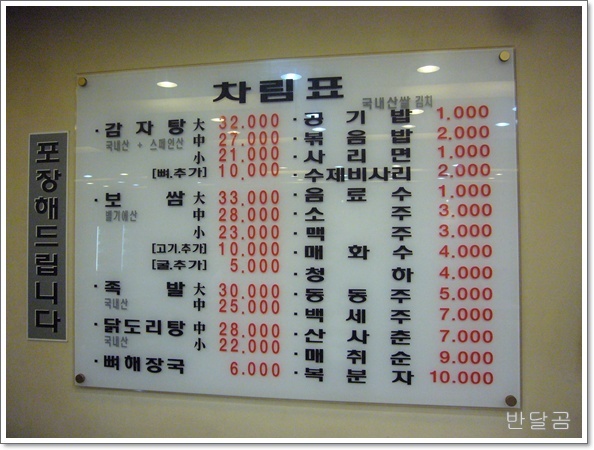 차림표
국내산쌀 김치
포장해드립니다
· 감자탕 大 32.000
국내산 + 스페인산 中 27.000
小 21.000
[뼈.추가] 10,000
· 보쌈 大 33.000
벨기에산 中 28.000
小 23.000
[고기.추가] 10.000
[굴.추가] 5.000
· 족발 大 30.000
국내산 中 25.000
· 닭도리탕 中 28.000
국내산 小 22.000
· 뼈해장국 6.000
· 공기밥 1,000
· 볶음밥 2,000
· 사리면 1,000
· 수제비사리 2,000
· 음료수 1.000
· 소주 3.000
· 맥주 3.000
· 매화수 4.000
· 청하 4.000
· 동동주 5.000
· 백세주 7.000
· 산사춘 7.000
· 매취순 9.000
· 복분자 10.000
반달곰